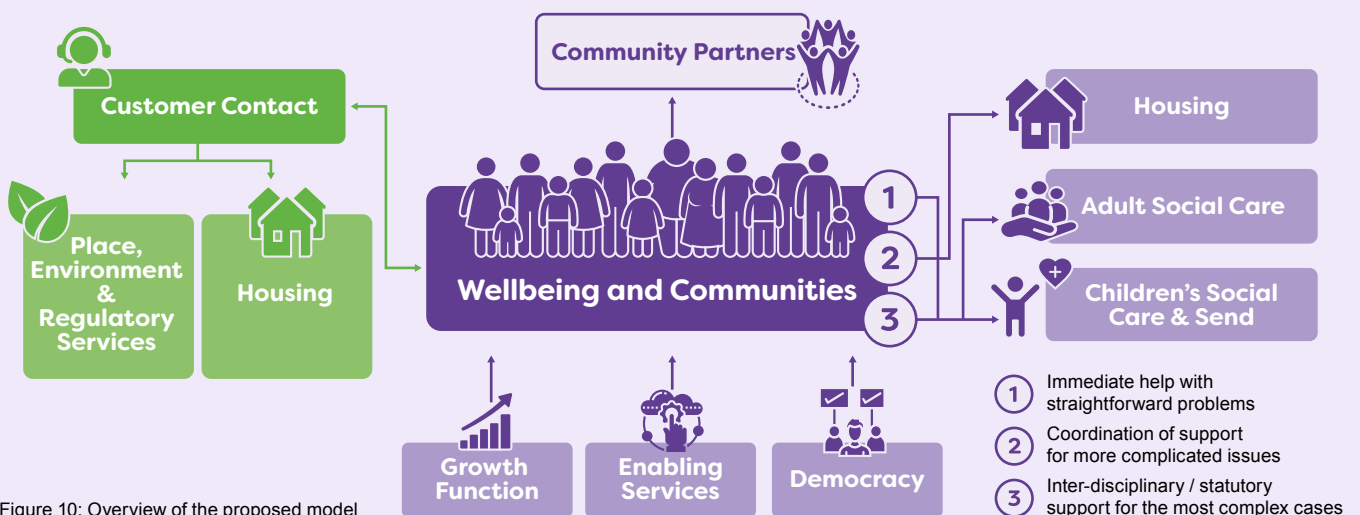 Community Partners
Customer Contact
Place,
Environment
&
Regulatory
Services
Housing
Wellbeing and Communities
1
2
3
Housing
Adult Social Care
Children's Social
Care & Send
Growth
Function
Enabling
Services
Democracy
1 Immediate help with
straightforward problems
2 Coordination of support
for more complicated issues
3 Inter-disciplinary / statutory
support for the most complex cases
Figure 10: Overview of the proposed model